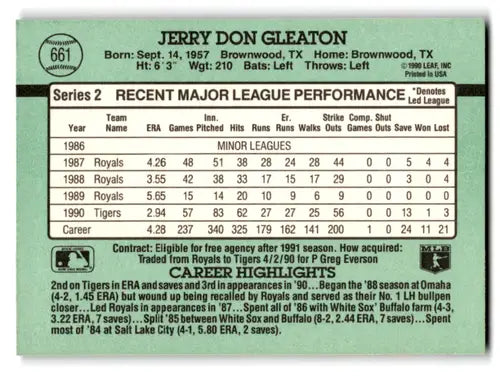 661
JERRY DON GLEATON
Born: Sept. 14, 1957 Brownwood, TX Home: Brownwood, TX
Ht: 6'3" Wgt: 210 Bats: Left Throws: Left
©1990 LEAF, INC
Printed in USA
Series 2 RECENT MAJOR LEAGUE PERFORMANCE *Denotes Led League
Year Team Name ERA Games Inn. Pitched Hits Runs Er. Runs Walks Strike Outs Comp. Games Shut Outs Save Won Lost
1986 MINOR LEAGUES
1987 Royals 4.26 48 51 38 28 24 28 44 0 0 5 4 4
1988 Royals 3.55 42 38 33 17 15 17 29 0 0 3 0 4
1989 Royals 5.65 15 14 20 10 9 6 9 0 0 0 0 0
1990 Tigers 2.94 57 83 62 27 27 25 56 0 0 13 1 3
Career 4.28 237 340 325 179 162 141 200 1 0 24 11 21
Contract: Eligible for free agency after 1991 season. How acquired:
Traded from Royals to Tigers 4/2/90 for P Greg Everson
MLB
CAREER HIGHLIGHTS
2nd on Tigers in ERA and saves and 3rd in appearances in '90...Began the '88 season at Omaha
(4-2, 1.45 ERA) but wound up being recalled by Royals and served as their No. 1 LH bullpen
closer...Led Royals in appearances in '87...Spent all of '86 with White Sox' Buffalo farm (4-3,
3.22 ERA, 7 saves)...Split '85 between White Sox and Buffalo (8-2, 2.44 ERA, 7 saves)...Spent
most of '84 at Salt Lake City (4-1, 5.80 ERA, 2 saves)